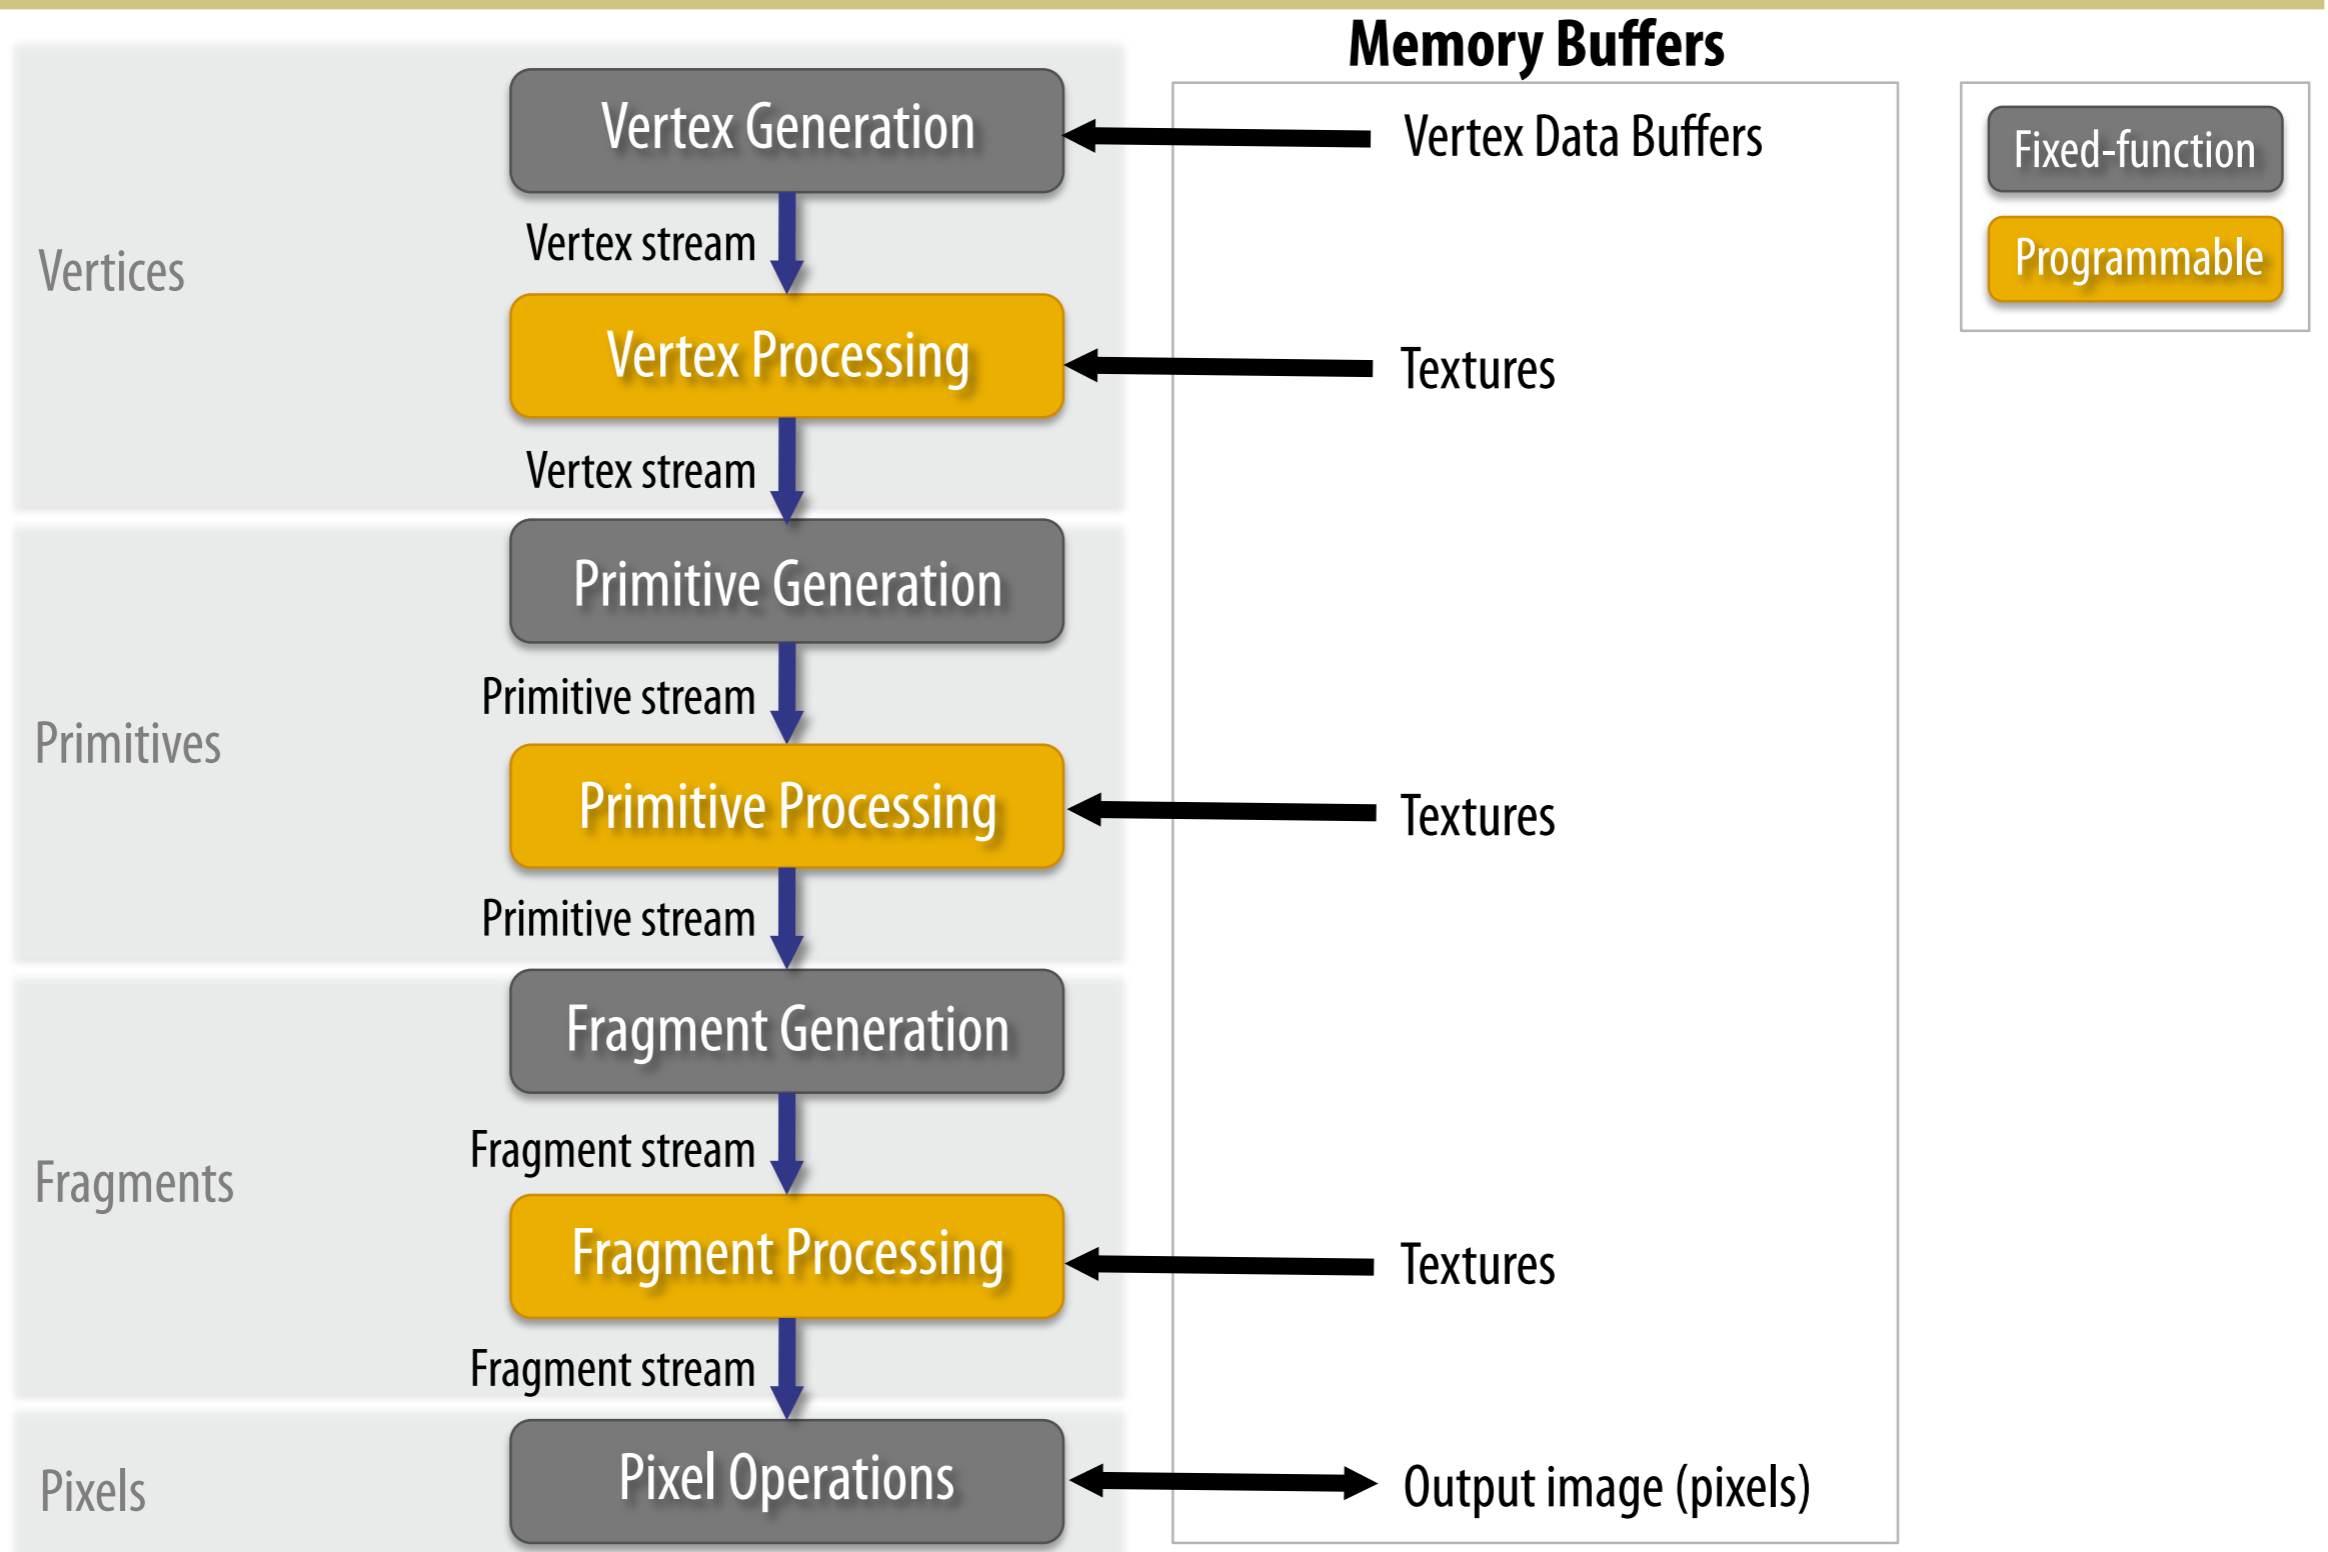 Memory Buffers
Vertex Generation
Vertex Data Buffers
Fixed-function
Vertex stream
Programmable
Vertices
Vertex Processing
Textures
Vertex stream
Primitive Generation
Primitive stream
Primitives
Primitive Processing
Textures
Primitive stream
Fragment Generation
Fragment stream
Fragments
Fragment Processing
Textures
Fragment stream
Pixel Operations
Pixels
Output image (pixels)